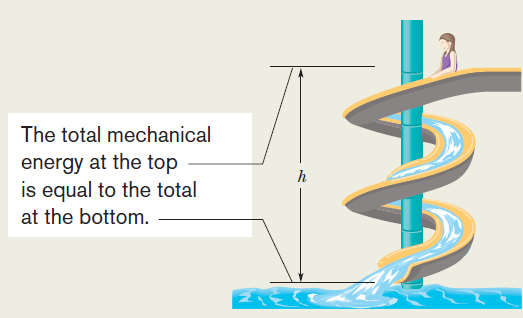 The total mechanical
energy at the top
is equal to the total
at the bottom.
h